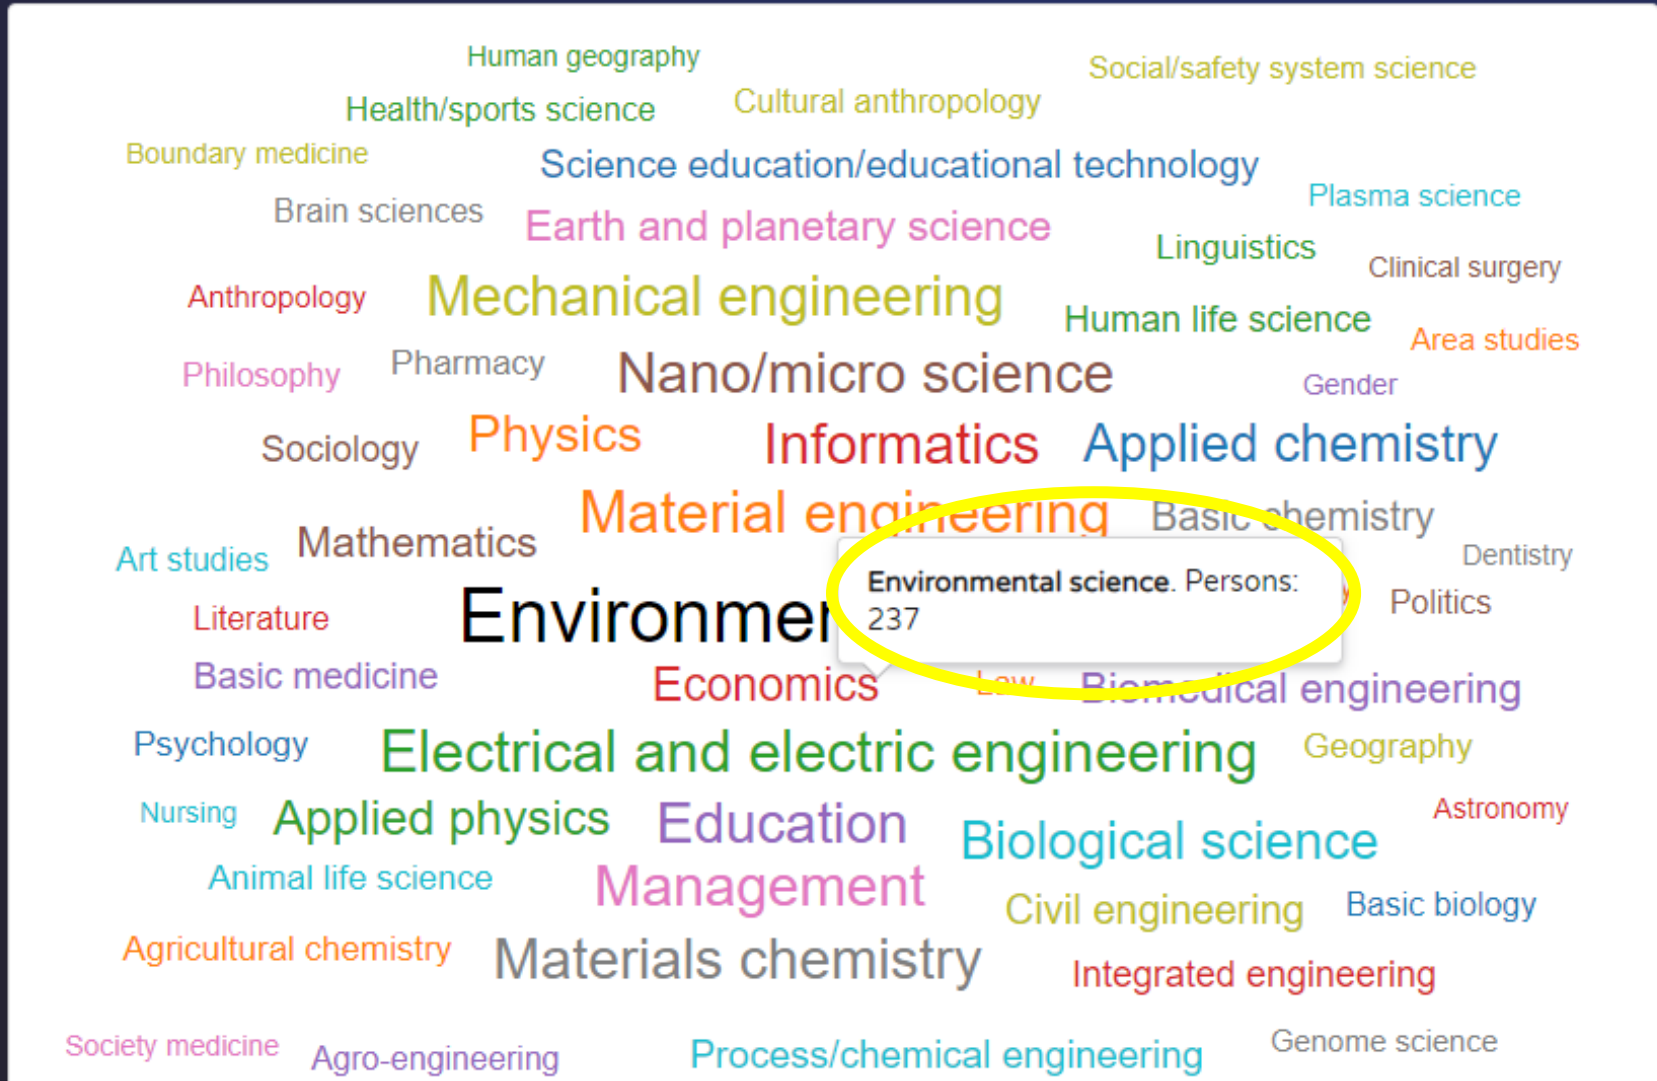 Human geography
Social/safety system science
Health/sports science
Cultural anthropology
Boundary medicine
Science education/educational technology
Plasma science
Brain sciences
Earth and planetary science
Linguistics
Clinical surgery
Anthropology
Mechanical engineering
Human life science
Area studies
Philosophy
Pharmacy
Nano/micro science
Gender
Sociology
Physics
Informatics
Applied chemistry
Material engineering
Basic chemistry
Art studies
Mathematics
Dentistry
Environmental science. Persons:
237
Literature
Environmer
Politics
Basic medicine
Economics
Law
Biomedical engineering
Psychology
Electrical and electric engineering
Geography
Nursing
Applied physics
Education
Biological science
Astronomy
Animal life science
Management
Civil engineering
Basic biology
Agricultural chemistry
Materials chemistry
Integrated engineering
Society medicine
Agro-engineering
Process/chemical engineering
Genome science